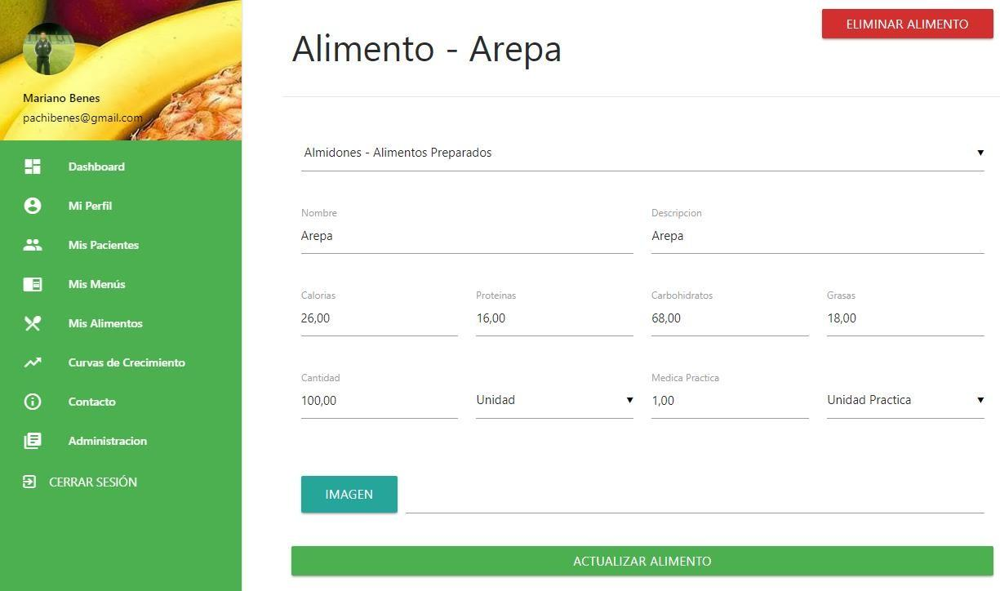 Mariano Benes
pachibenes@gmail.com
Dashboard
Mi Perfil
Mis Pacientes
Mis Menús
Mis Alimentos
Curvas de Crecimiento
Contacto
Administracion
CERRAR SESIÓN
ELIMINAR ALIMENTO
Alimento - Arepa
Almidones - Alimentos Preparados
Nombre Descripcion
Arepa Arepa
Calorias Proteinas Carbohidratos Grasas
26,00 16,00 68,00 18,00
Cantidad Medica Practica
100,00 Unidad 1,00 Unidad Practica
IMAGEN
ACTUALIZAR ALIMENTO